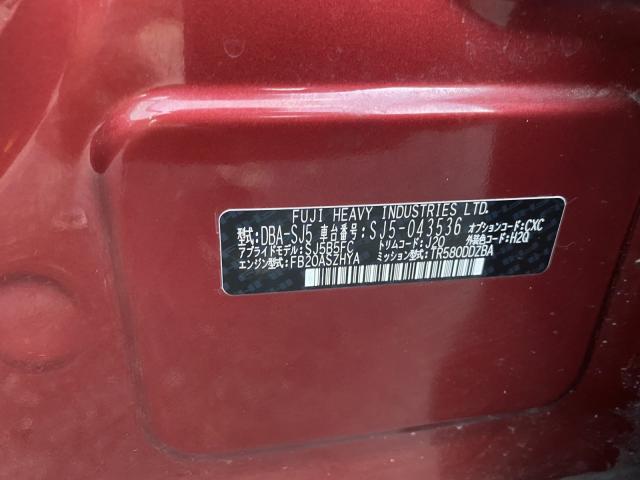 FUJI HEAVY INDUSTRIES LTD.
型式:DBA-SJ5 車台番号:SJ5-043536 オプションコード:CXC
アプライドモデル:SJ5B5FC トリムコード:J20 外装色コード:H2Q
エンジン型式:FB20ASZHYA ミッション型式:TR580DDZBA